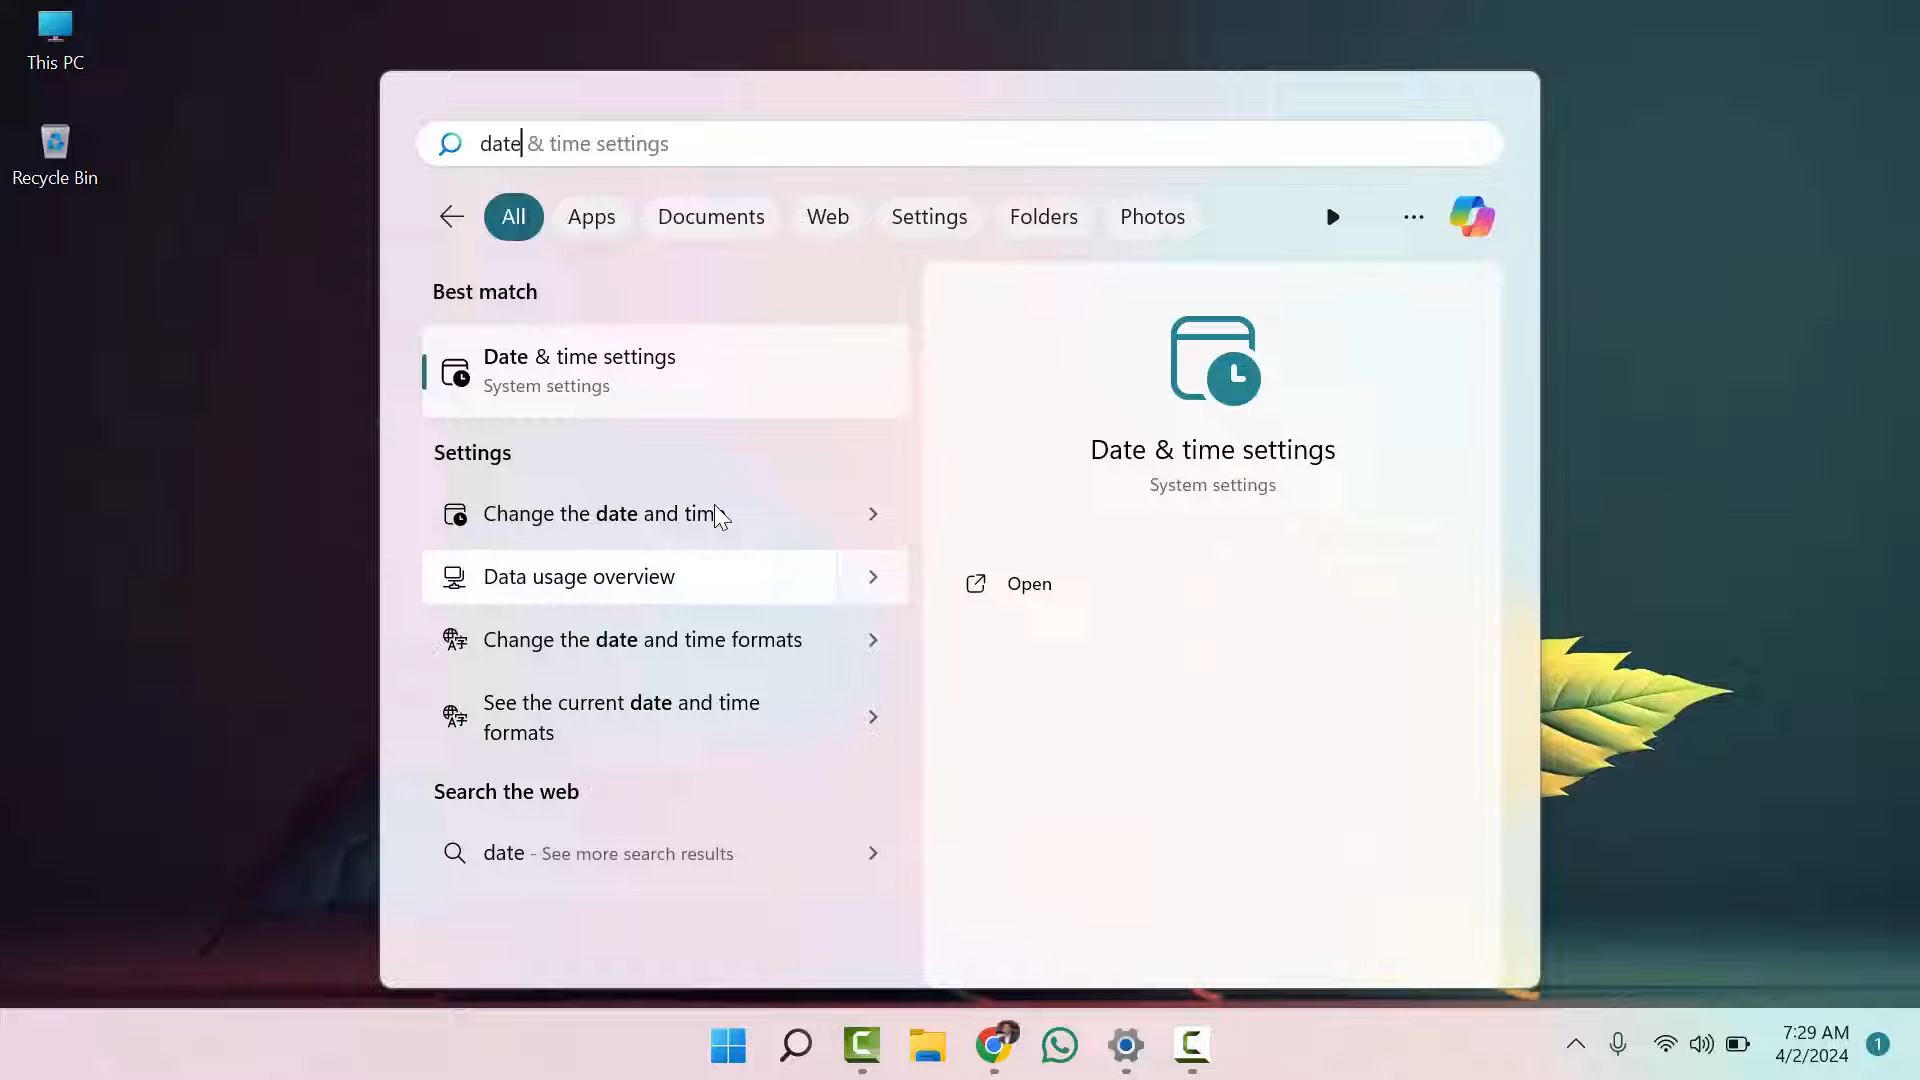 This PC
Recycle Bin
date & time settings
All Apps Documents Web Settings Folders Photos
Best match
Date & time settings
System settings
Settings
Change the date and time
Data usage overview
Change the date and time formats
See the current date and time
formats
Search the web
date - See more search results
Date & time settings
System settings
Open
7:29 AM
4/2/2024
1